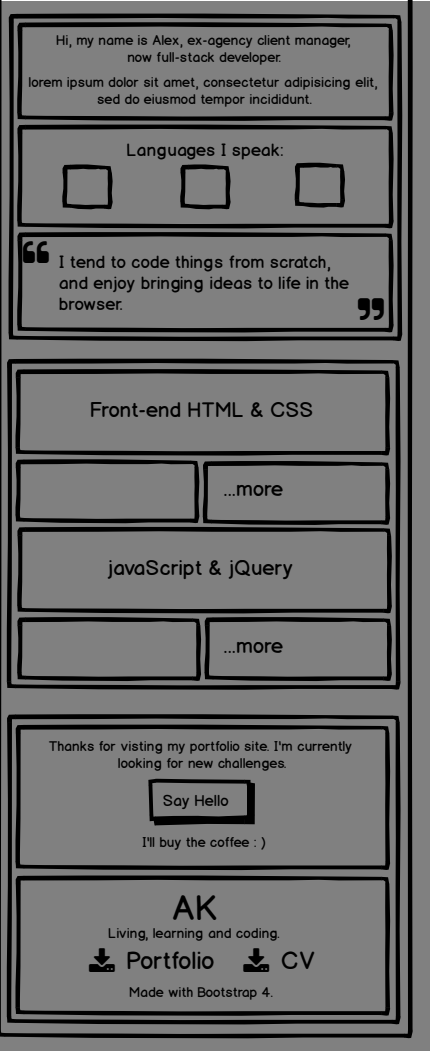 Hi, my name is Alex, ex-agency client manager,
now full-stack developer.
lorem ipsum dolor sit amet, consectetur adipisicing elit,
sed do eiusmod tempor incididunt.
Languages I speak:
“ I tend to code things from scratch,
and enjoy bringing ideas to life in the
browser. ”
Front-end HTML & CSS
...more
javaScript & jQuery
...more
Thanks for visting my portfolio site. I'm currently
looking for new challenges.
Say Hello
I'll buy the coffee : )
AK
Living, learning and coding.
Portfolio CV
Made with Bootstrap 4.